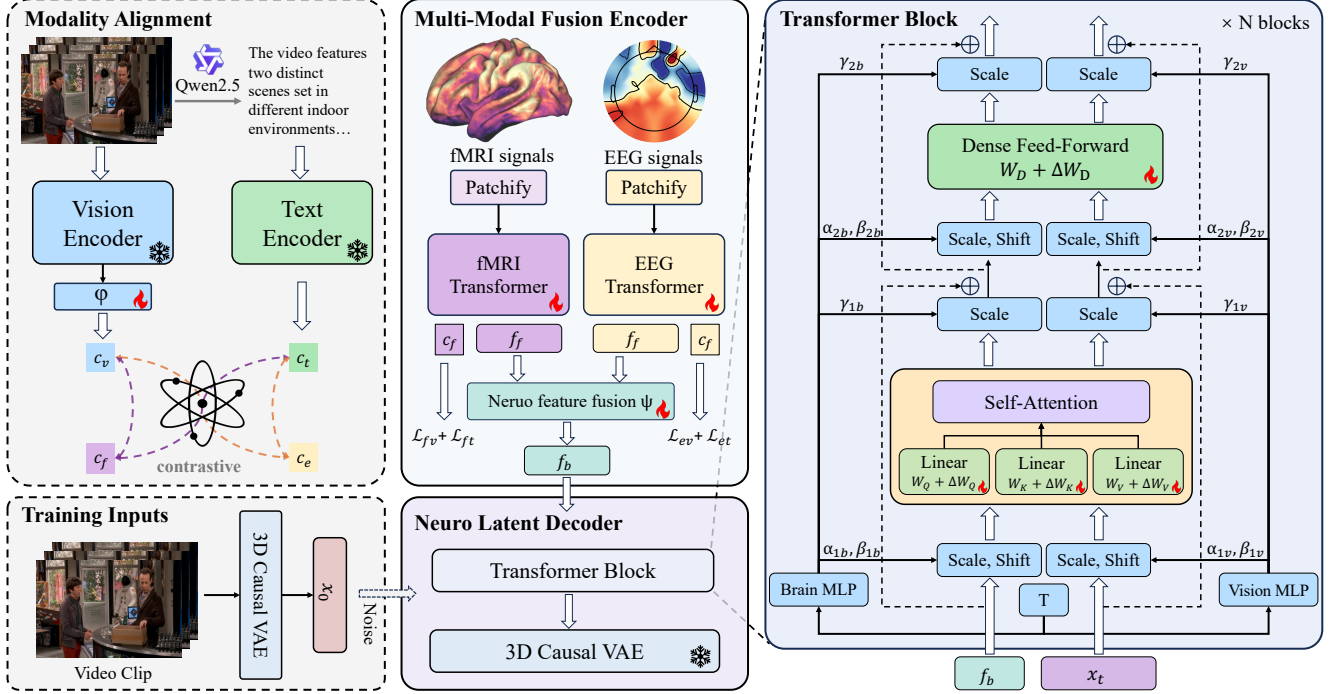 Modality Alignment
Qwen2.5
The video features
two distinct
scenes set in
different indoor
environments…
Vision
Encoder
Text
Encoder
φ
c_v
c_t
c_f
c_e
contrastive
Training Inputs
Video Clip
3D Causal VAE
x_0
Noise
Multi-Modal Fusion Encoder
fMRI signals
EEG signals
Patchify
Patchify
fMRI
Transformer
EEG
Transformer
c_f
f_f
f_f
c_f
Neruo feature fusion ψ
ℒ_fv + ℒ_ft
ℒ_ev + ℒ_et
f_b
Neuro Latent Decoder
Transformer Block
3D Causal VAE
Transformer Block
× N blocks
γ_2b
Scale
Scale
γ_2v
Dense Feed-Forward
W_D + ΔW_D
α_2b, β_2b
Scale, Shift
Scale, Shift
α_2v, β_2v
γ_1b
Scale
Scale
γ_1v
Self-Attention
Linear
W_Q + ΔW_Q
Linear
W_K + ΔW_K
Linear
W_V + ΔW_V
α_1b, β_1b
Scale, Shift
Scale, Shift
α_1v, β_1v
Brain MLP
T
Vision MLP
f_b
x_t